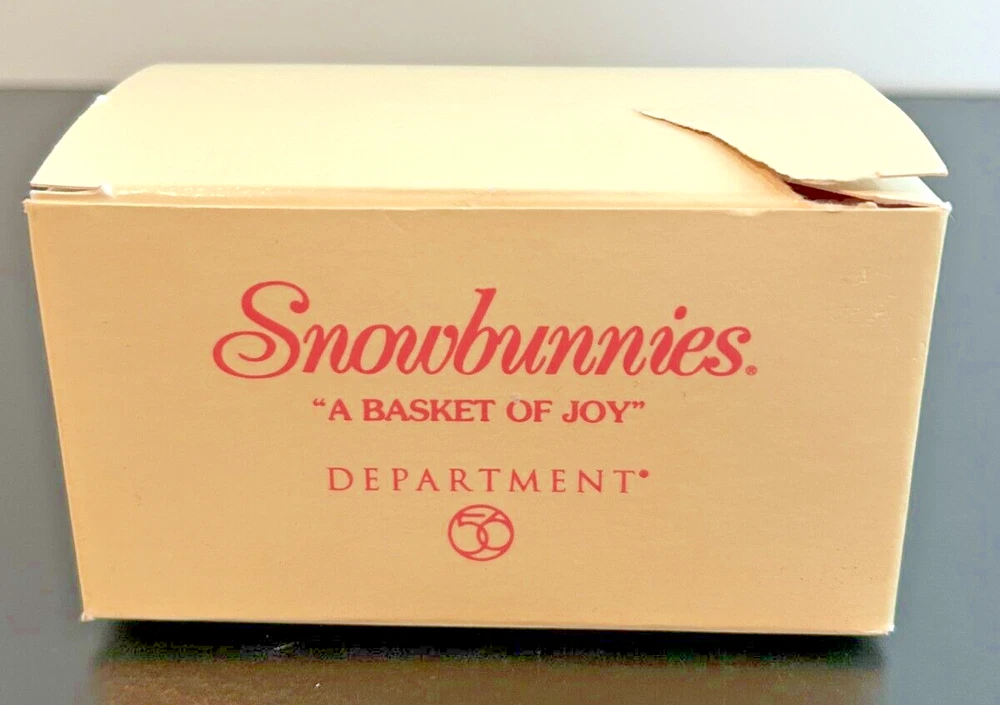 Snowbunnies®
“A BASKET OF JOY”
DEPARTMENT®
56